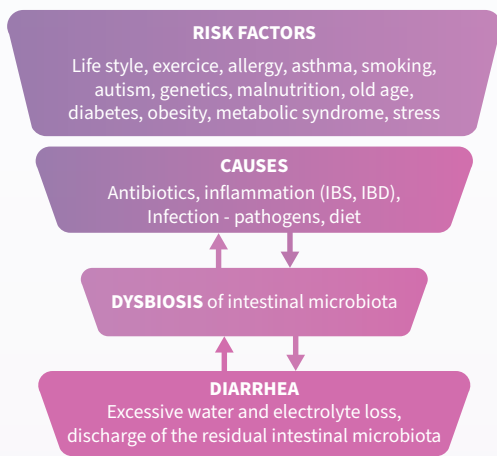 RISK FACTORS
Life style, exercice, allergy, asthma, smoking,
autism, genetics, malnutrition, old age,
diabetes, obesity, metabolic syndrome, stress
CAUSES
Antibiotics, inflammation (IBS, IBD),
Infection - pathogens, diet
DYSBIOSIS of intestinal microbiota
DIARRHEA
Excessive water and electrolyte loss,
discharge of the residual intestinal microbiota